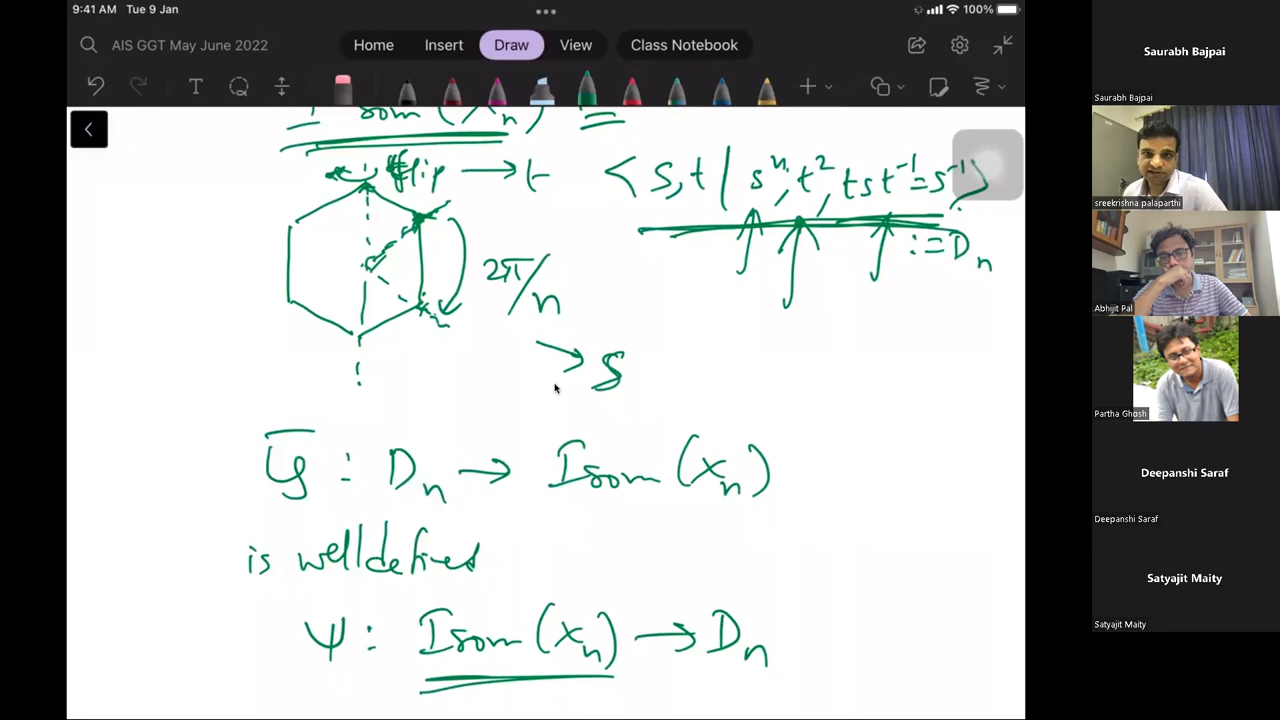 9:41 AM Tue 9 Jan
100%
AIS GGT May June 2022
Home Insert Draw View Class Notebook
Isom (Xn) ≅
flip → t
< s, t | sⁿ, t², tst⁻¹ = s⁻¹ >
:= Dn
2π/n
→ s
φ̄ : Dn → Isom (Xn)
is welldefined
ψ : Isom (Xn) → Dn
Saurabh Bajpai
Saurabh Bajpai
sreekrishna palaparthi
Abhijit Pal
Partha Ghosh
Deepanshi Saraf
Deepanshi Saraf
Satyajit Maity
Satyajit Maity